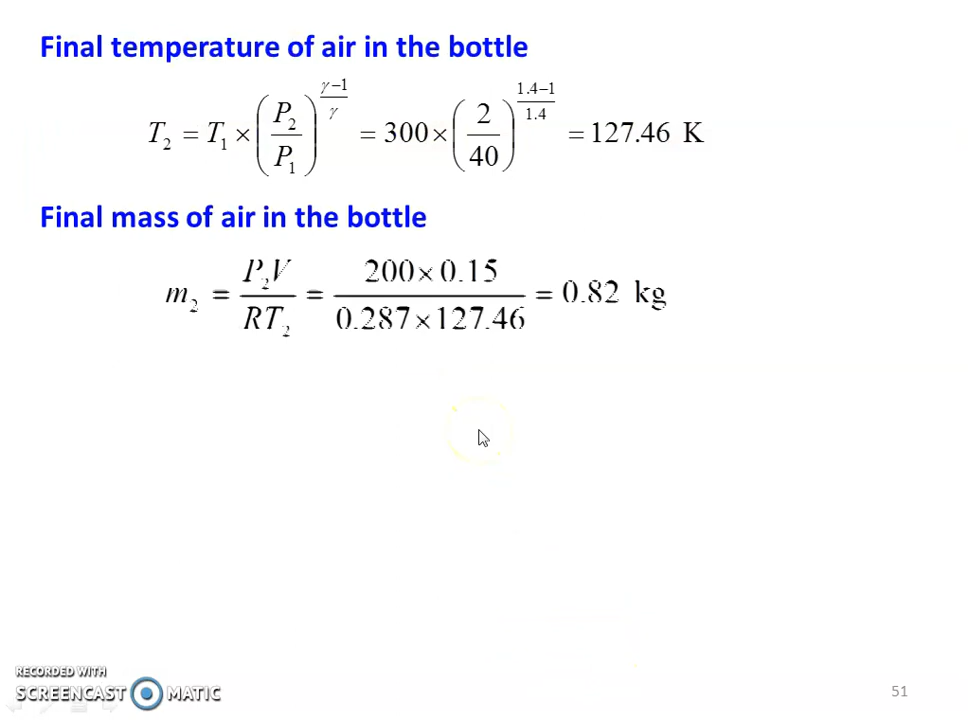 Final temperature of air in the bottle
T₂ = T₁ × (P₂/P₁)^((γ−1)/γ) = 300 × (2/40)^((1.4−1)/1.4) = 127.46 K
Final mass of air in the bottle
m₂ = P₂V/RT₂ = 200×0.15/0.287×127.46 = 0.82 kg
RECORDED WITH
SCREENCAST MATIC
51